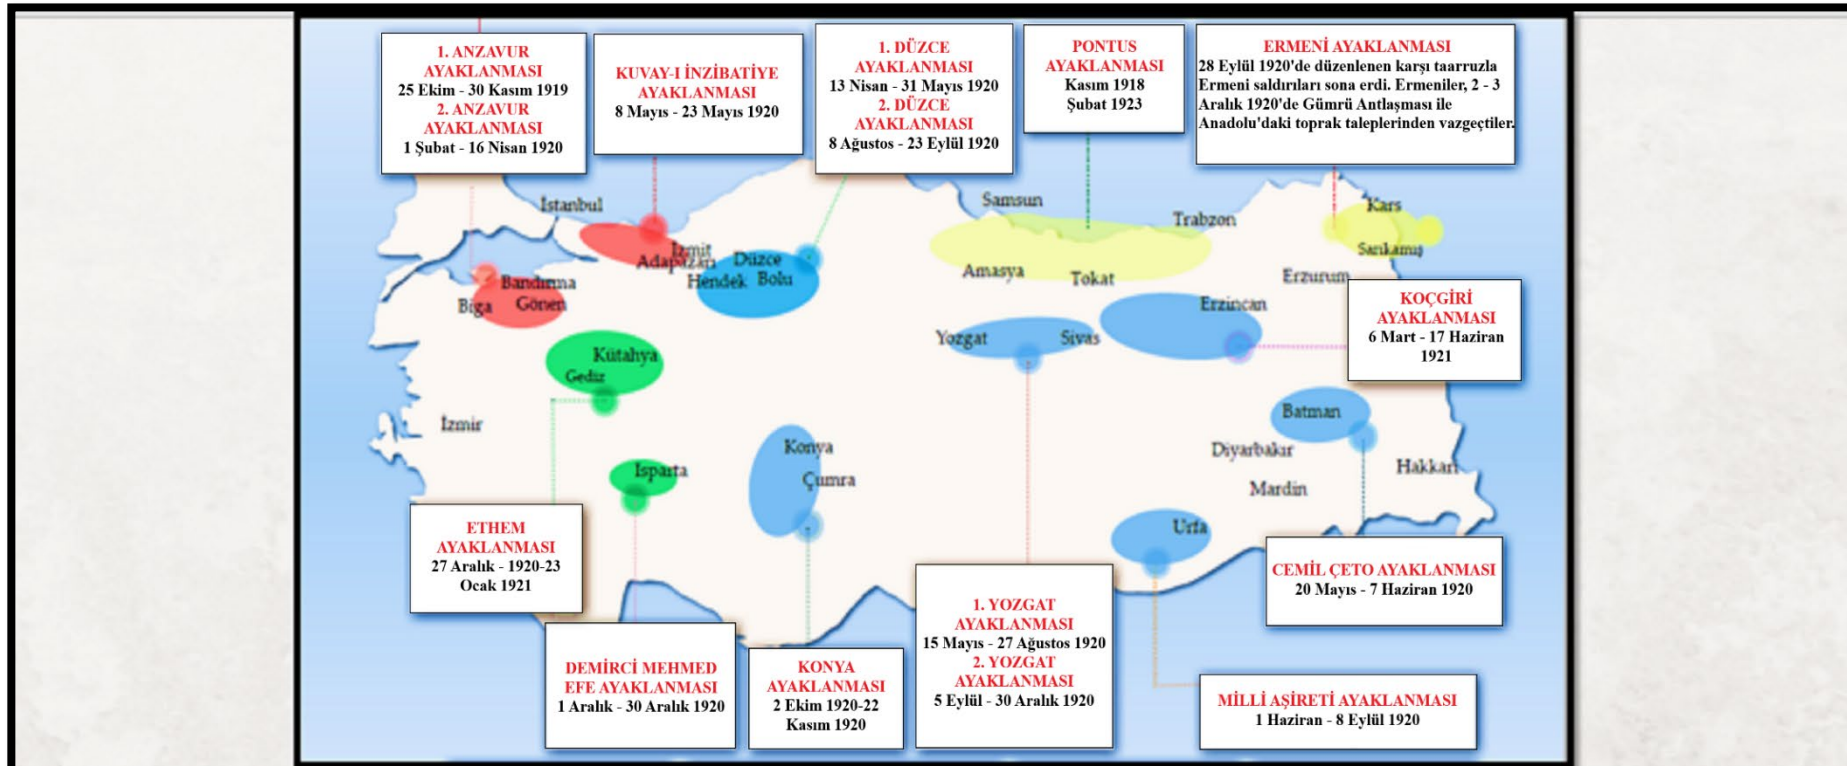 1. ANZAVUR
AYAKLANMASI
25 Ekim - 30 Kasım 1919
2. ANZAVUR
AYAKLANMASI
1 Şubat - 16 Nisan 1920
KUVAY-I İNZİBATİYE
AYAKLANMASI
8 Mayıs - 23 Mayıs 1920
1. DÜZCE
AYAKLANMASI
13 Nisan - 31 Mayıs 1920
2. DÜZCE
AYAKLANMASI
8 Ağustos - 23 Eylül 1920
PONTUS
AYAKLANMASI
Kasım 1918
Şubat 1923
ERMENİ AYAKLANMASI
28 Eylül 1920'de düzenlenen karşı taarruzla
Ermeni saldırıları sona erdi. Ermeniler, 2 - 3
Aralık 1920'de Gümrü Antlaşması ile
Anadolu'daki toprak taleplerinden vazgeçtiler.
İstanbul
Samsun
Trabzon
Kars
İzmit
Adapazarı
Düzce
Sarıkamış
Hendek
Bolu
Amasya
Tokat
Erzurum
Bandırma
Biga
Gönen
Erzincan
KOÇGİRİ
AYAKLANMASI
6 Mart - 17 Haziran
1921
Yozgat
Sivas
Kütahya
Gediz
Batman
İzmir
Konya
Diyarbakır
Hakkari
Isparta
Çumra
Mardin
Urfa
ETHEM
AYAKLANMASI
27 Aralık - 1920-23
Ocak 1921
CEMİL ÇETO AYAKLANMASI
20 Mayıs - 7 Haziran 1920
1. YOZGAT
AYAKLANMASI
15 Mayıs - 27 Ağustos 1920
2. YOZGAT
AYAKLANMASI
5 Eylül - 30 Aralık 1920
DEMİRCİ MEHMED
EFE AYAKLANMASI
1 Aralık - 30 Aralık 1920
KONYA
AYAKLANMASI
2 Ekim 1920-22
Kasım 1920
MİLLİ AŞİRETİ AYAKLANMASI
1 Haziran - 8 Eylül 1920